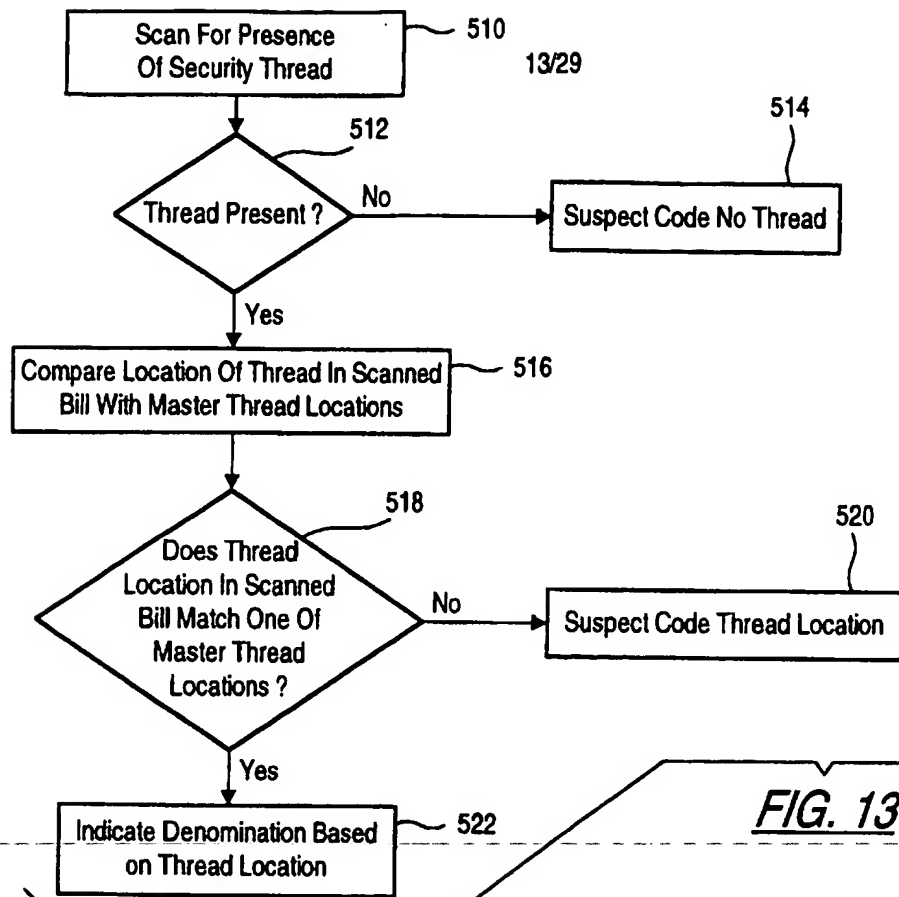 Scan For Presence
Of Security Thread
510
13/29
512
514
Thread Present ?
No
Suspect Code No Thread
Yes
Compare Location Of Thread In Scanned
Bill With Master Thread Locations
516
518
Does Thread
Location In Scanned
Bill Match One Of
Master Thread
Locations ?
No
520
Suspect Code Thread Location
Yes
Indicate Denomination Based
on Thread Location
522
FIG. 13